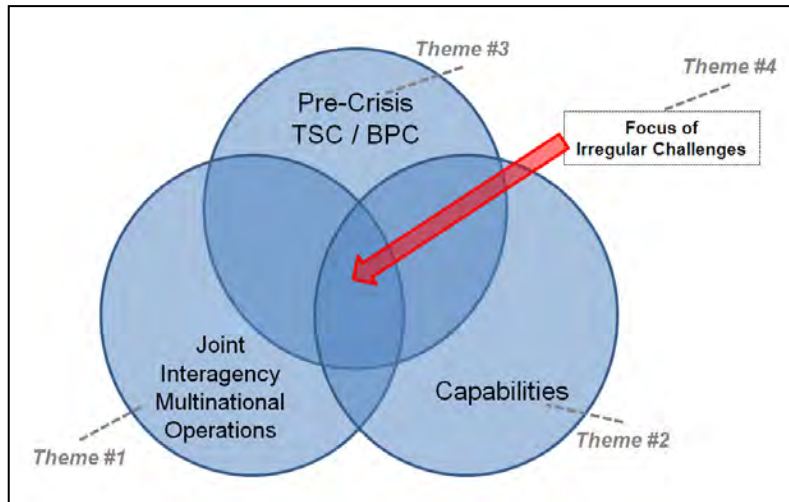 Theme #3
Theme #4
Pre-Crisis
TSC / BPC
Focus of
Irregular Challenges
Joint
Interagency
Multinational
Operations
Capabilities
Theme #1
Theme #2